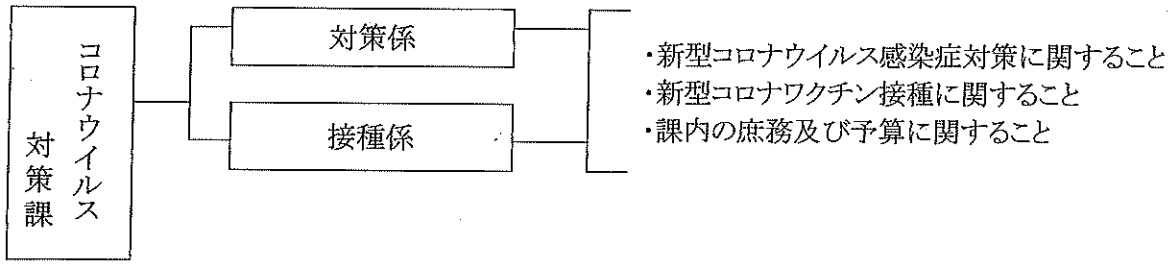 コロナウイルス
対策課
対策係
接種係
・新型コロナウイルス感染症対策に関すること
・新型コロナワクチン接種に関すること
・課内の庶務及び予算に関すること